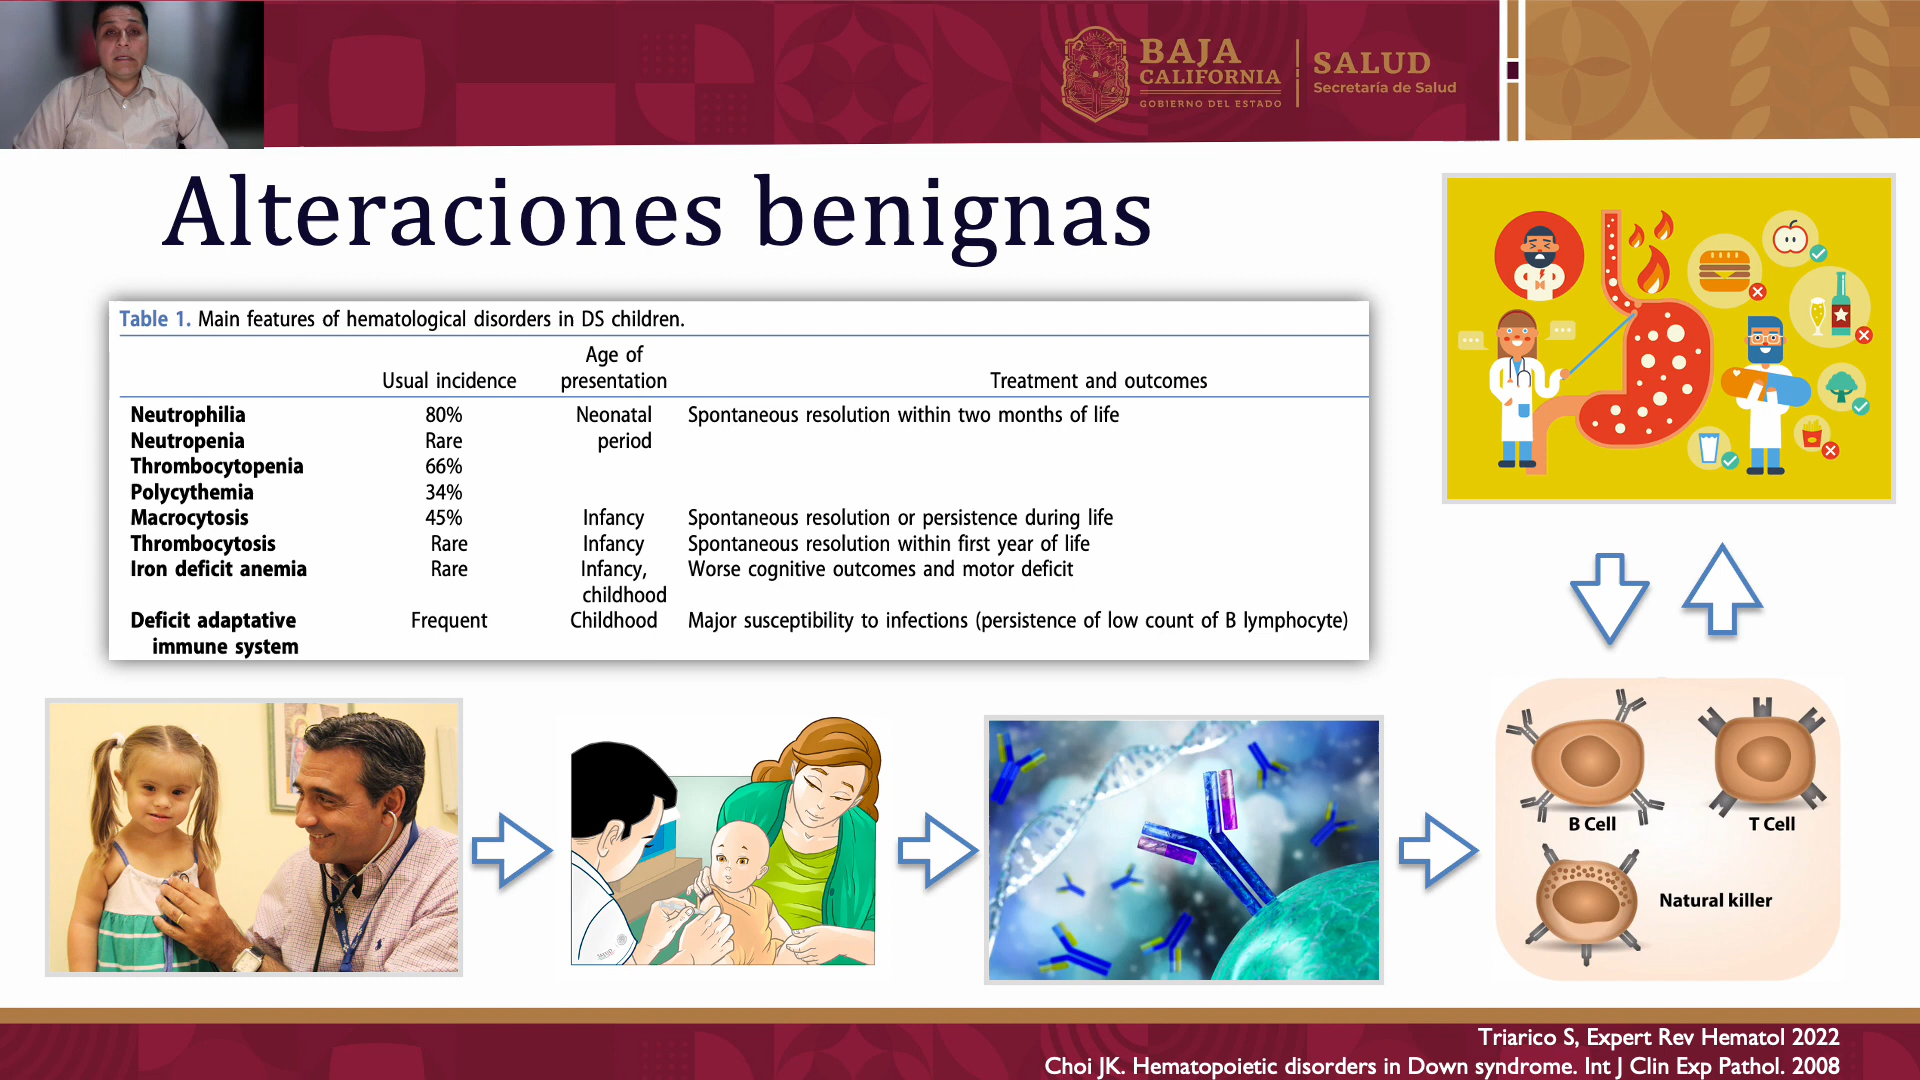 BAJA
CALIFORNIA
GOBIERNO DEL ESTADO
SALUD
Secretaría de Salud
Alteraciones benignas
Table 1. Main features of hematological disorders in DS children.
Usual incidence
Age of
presentation
Treatment and outcomes
Neutrophilia 80% Neonatal Spontaneous resolution within two months of life
Neutropenia Rare period
Thrombocytopenia 66%
Polycythemia 34%
Macrocytosis 45% Infancy Spontaneous resolution or persistence during life
Thrombocytosis Rare Infancy Spontaneous resolution within first year of life
Iron deficit anemia Rare Infancy, Worse cognitive outcomes and motor deficit
childhood
Deficit adaptative Frequent Childhood Major susceptibility to infections (persistence of low count of B lymphocyte)
immune system
B Cell
T Cell
Natural killer
Triarico S, Expert Rev Hematol 2022
Choi JK. Hematopoietic disorders in Down syndrome. Int J Clin Exp Pathol. 2008